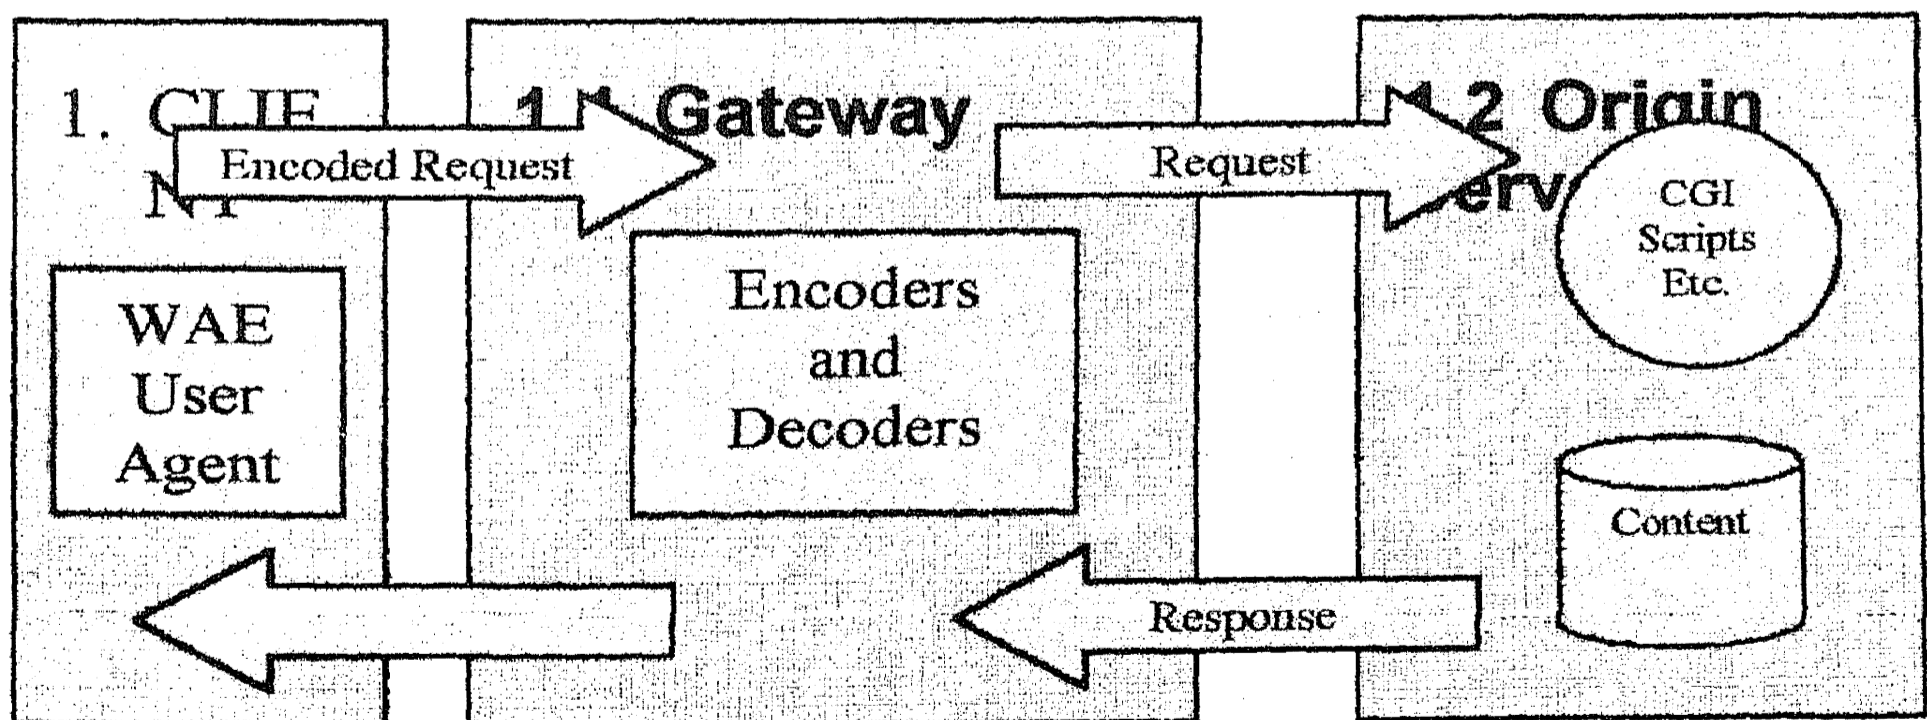 1. CLIE
NT
1.1 Gateway
1.2 Origin
Serv
Encoded Request
Request
CGI
Scripts
Etc.
WAE
User
Agent
Encoders
and
Decoders
Content
Response